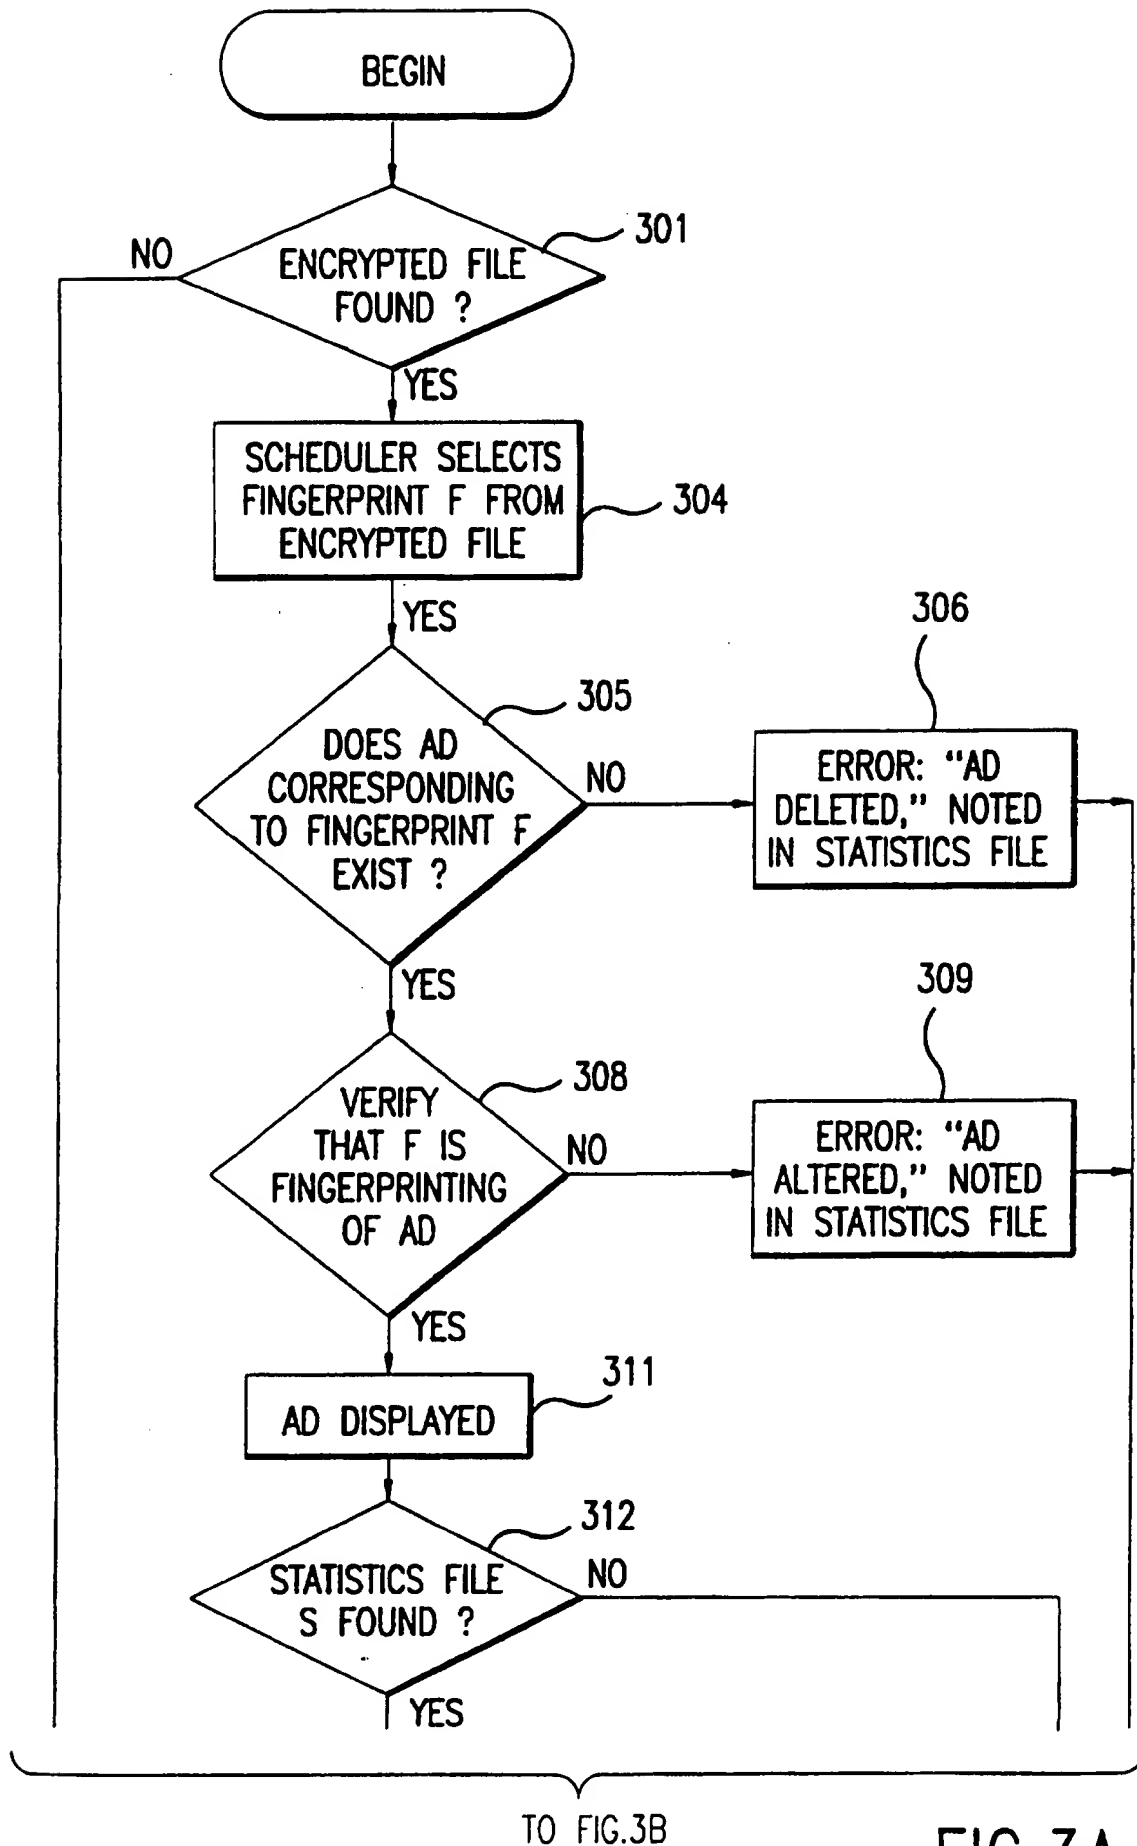 BEGIN
301
NO
ENCRYPTED FILE
FOUND ?
YES
SCHEDULER SELECTS
FINGERPRINT F FROM
ENCRYPTED FILE
304
YES
306
305
DOES AD
CORRESPONDING
TO FINGERPRINT F
EXIST ?
NO
ERROR: “AD
DELETED,” NOTED
IN STATISTICS FILE
YES
309
308
VERIFY
THAT F IS
FINGERPRINTING
OF AD
NO
ERROR: “AD
ALTERED,” NOTED
IN STATISTICS FILE
YES
311
AD DISPLAYED
312
STATISTICS FILE
S FOUND ?
NO
YES
TO FIG.3B
FIG.3A